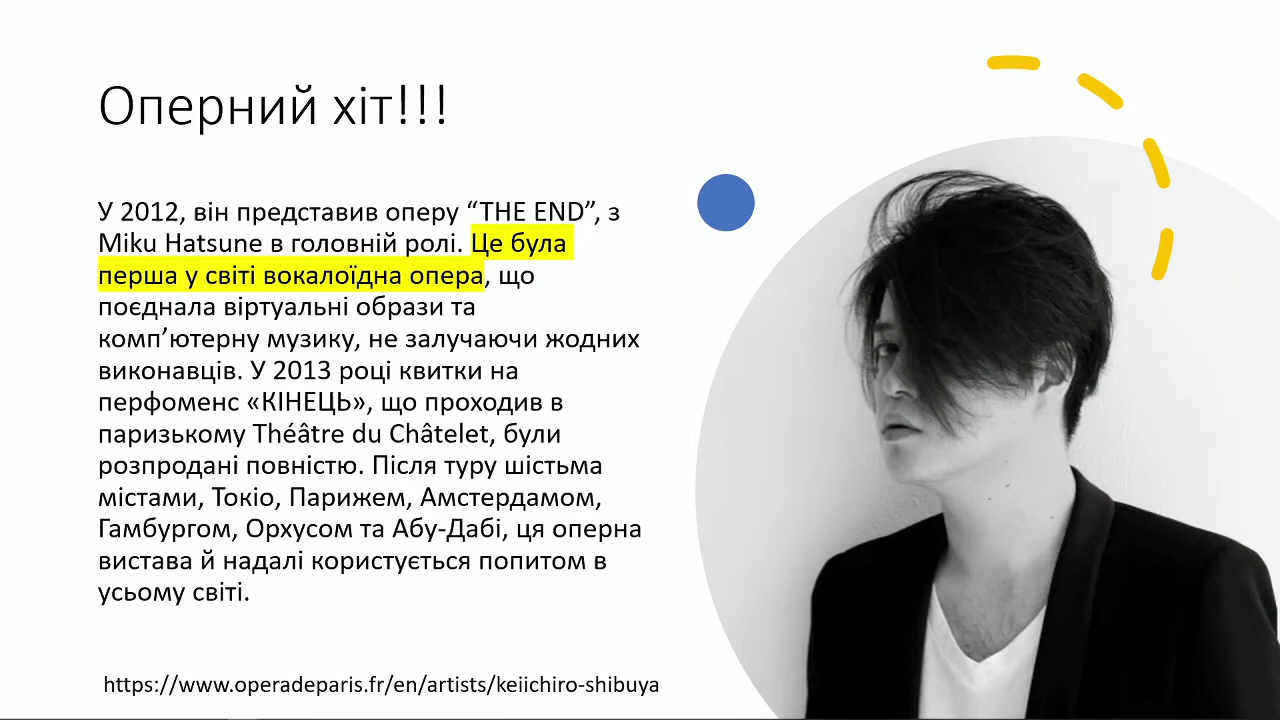 Оперний хіт!!!
У 2012, він представив оперу “THE END”, з
Miku Hatsune в головній ролі. Це була
перша у світі вокалоїдна опера, що
поєднала віртуальні образи та
комп’ютерну музику, не залучаючи жодних
виконавців. У 2013 році квитки на
перфоменс «КІНЕЦЬ», що проходив в
паризькому Théâtre du Châtelet, були
розпродані повністю. Після туру шістьма
містами, Токіо, Парижем, Амстердамом,
Гамбургом, Орхусом та Абу-Дабі, ця оперна
вистава й надалі користується попитом в
усьому світі.
https://www.operadeparis.fr/en/artists/keiichiro-shibuya